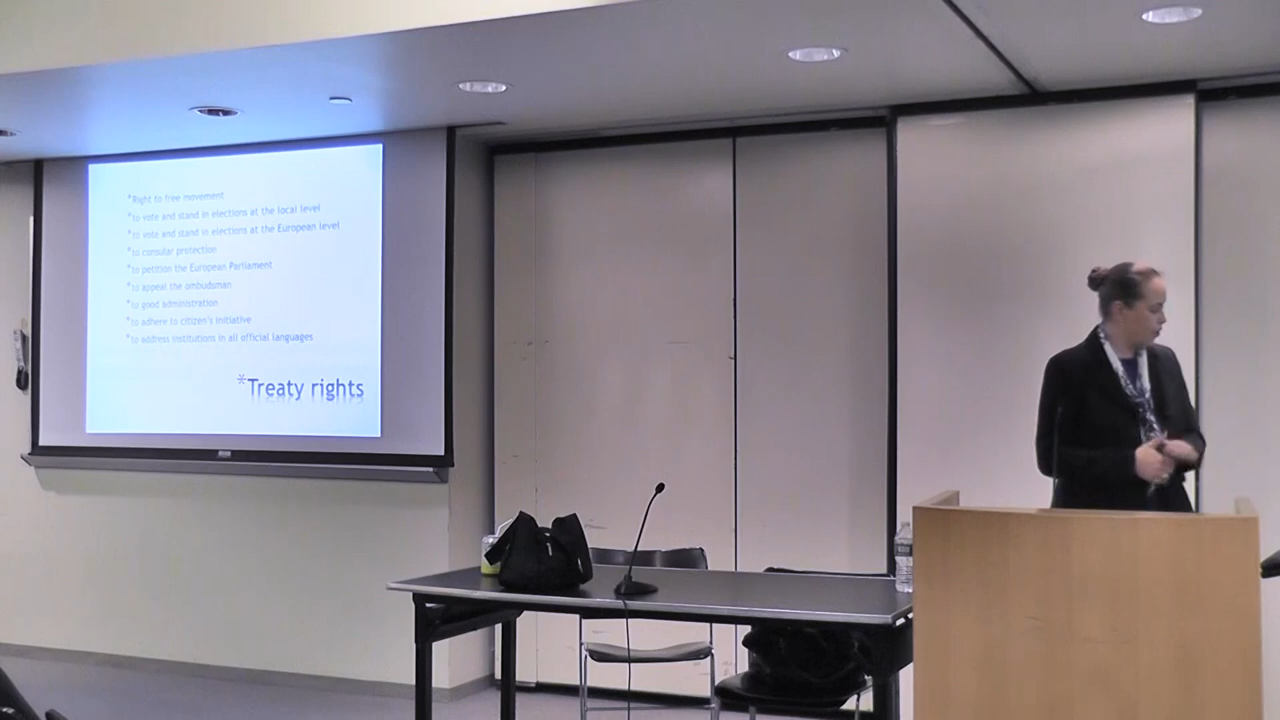 *Right to free movement
*to vote and stand in elections at the local level
*to vote and stand in elections at the European level
*to consular protection
*to petition the European Parliament
*to appeal the ombudsman
*to good administration
*to adhere to citizen's initiative
*to address institutions in all official languages
*Treaty rights